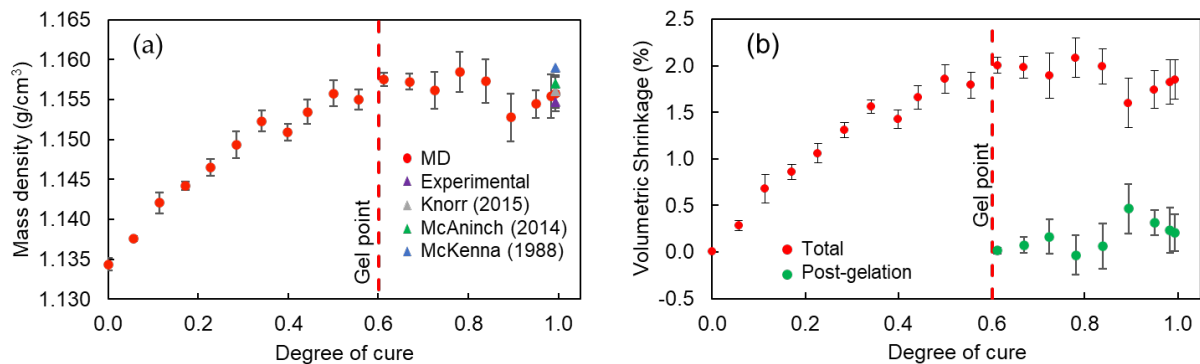 (a)
Mass density (g/cm³)
1.165
1.160
1.155
1.150
1.145
1.140
1.135
1.130
Gel point
MD
Experimental
Knorr (2015)
McAninch (2014)
McKenna (1988)
0.0 0.2 0.4 0.6 0.8 1.0
Degree of cure
(b)
Volumetric Shrinkage (%)
2.5
2.0
1.5
1.0
0.5
0.0
-0.5
Gel point
Total
Post-gelation
0.0 0.2 0.4 0.6 0.8 1.0
Degree of cure